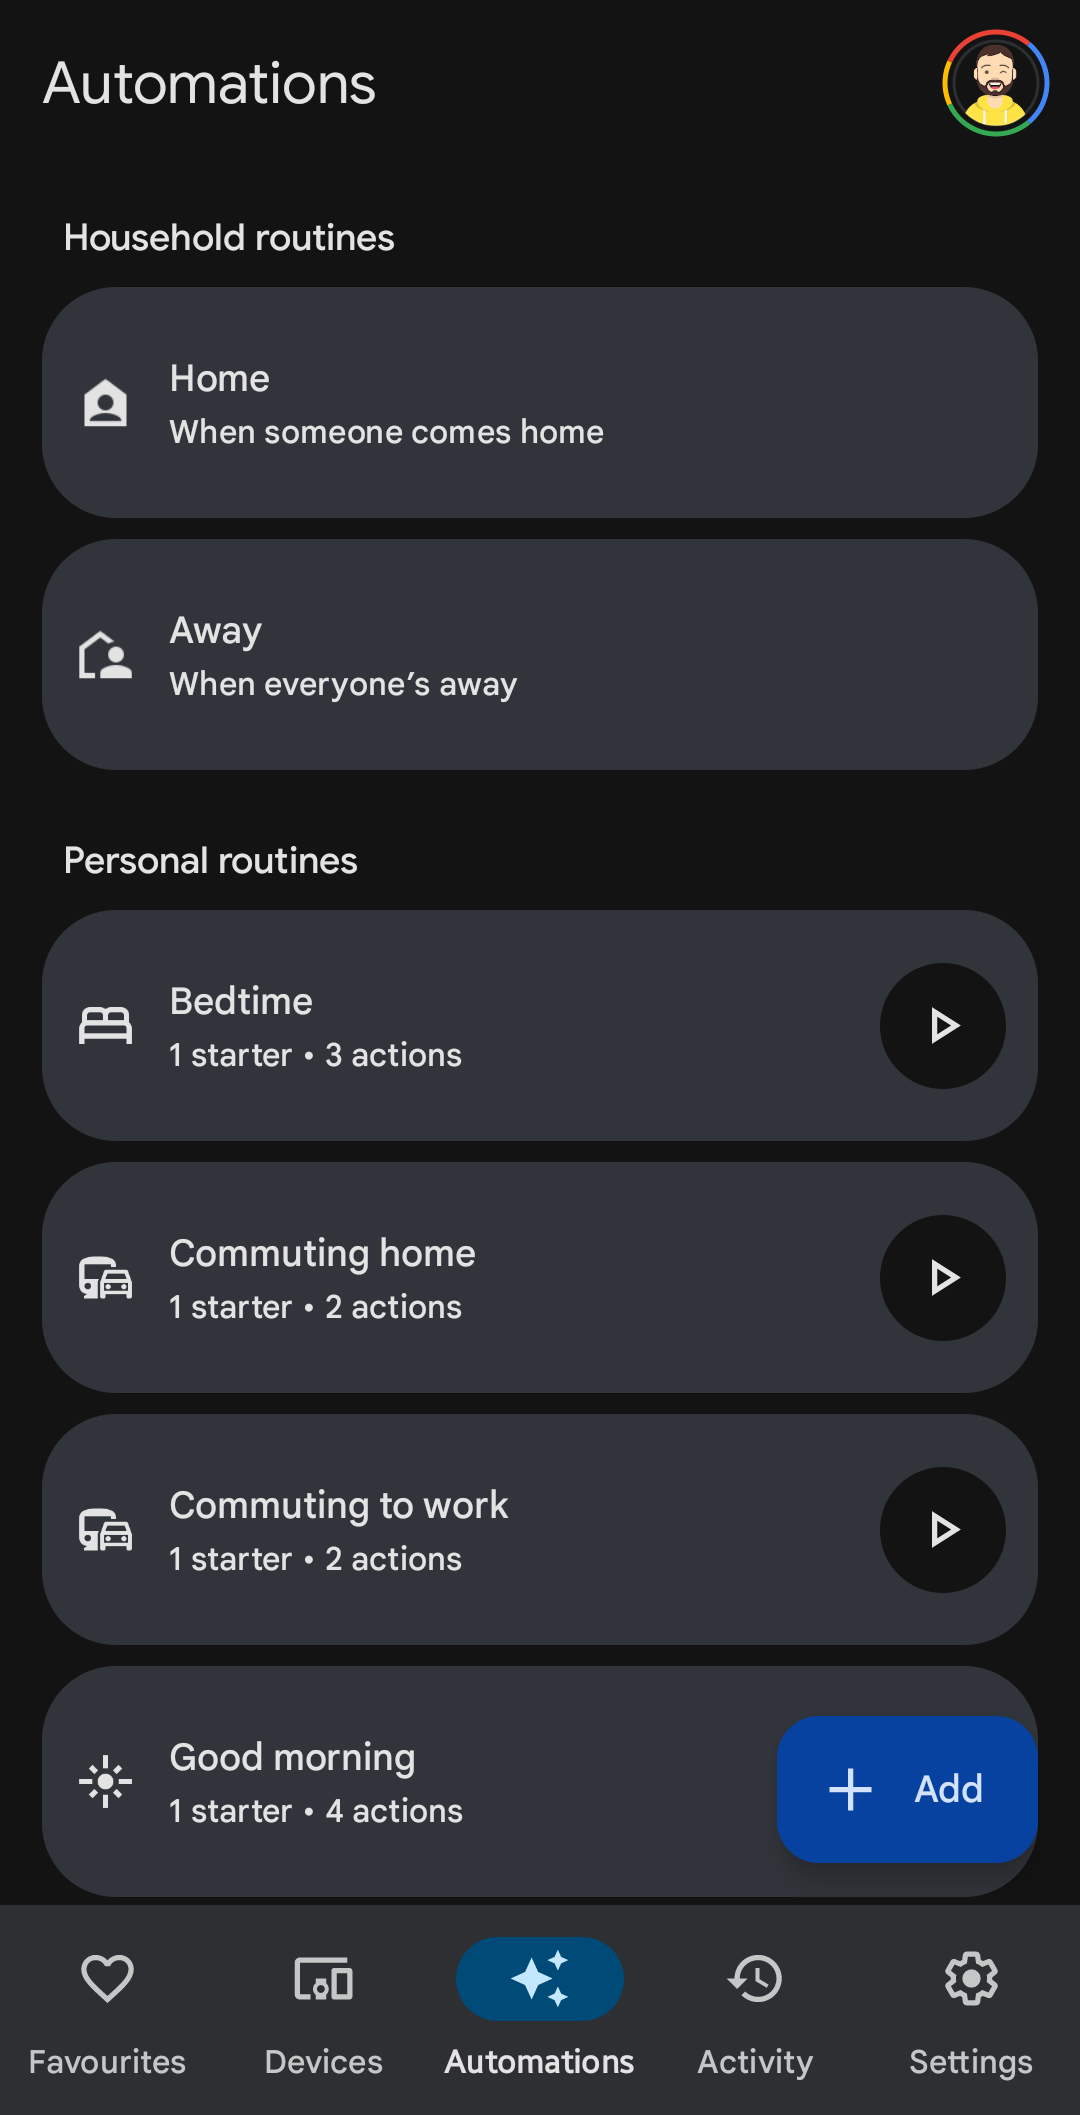 Automations
Household routines
Home
When someone comes home
Away
When everyone’s away
Personal routines
Bedtime
1 starter • 3 actions
Commuting home
1 starter • 2 actions
Commuting to work
1 starter • 2 actions
Good morning
1 starter • 4 actions
Add
Favourites
Devices
Automations
Activity
Settings